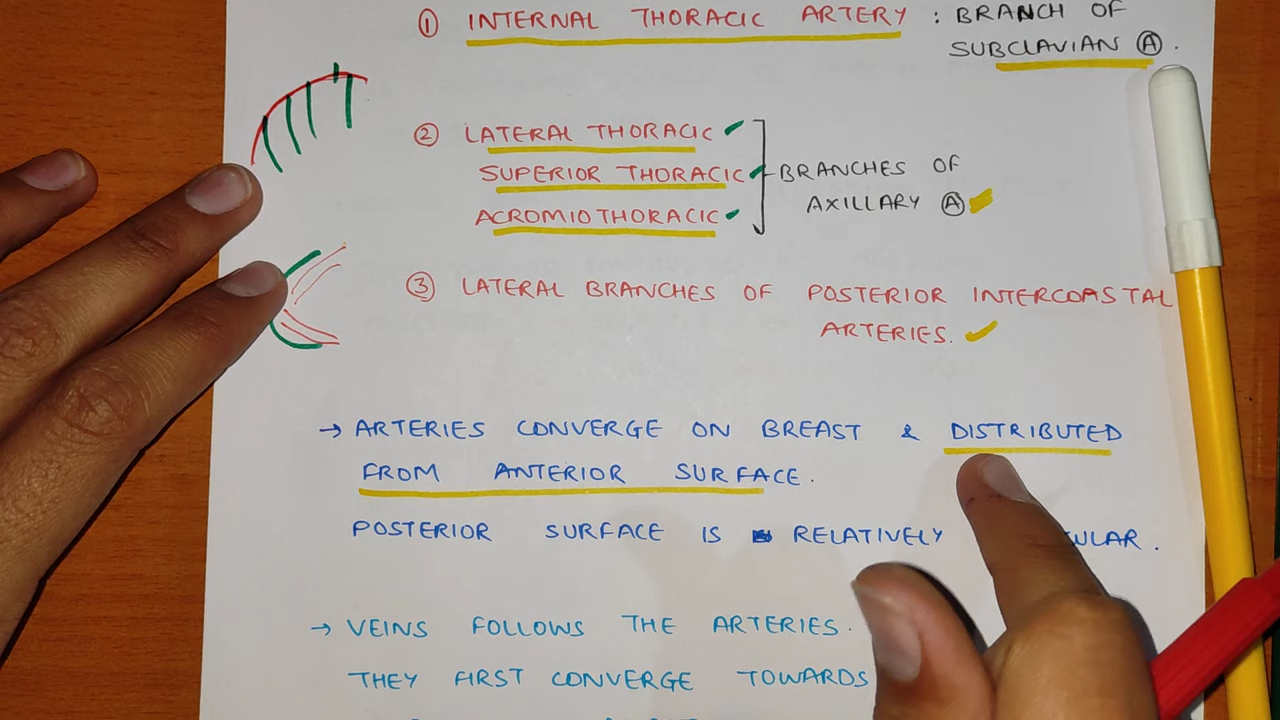 ① INTERNAL THORACIC ARTERY : BRANCH OF
SUBCLAVIAN Ⓐ.
② LATERAL THORACIC
SUPERIOR THORACIC
ACROMIOTHORACIC
BRANCHES OF
AXILLARY Ⓐ
③ LATERAL BRANCHES OF POSTERIOR INTERCOASTAL
ARTERIES.
→ ARTERIES CONVERGE ON BREAST & DISTRIBUTED
FROM ANTERIOR SURFACE.
POSTERIOR SURFACE IS RELATIVELY
→ VEINS FOLLOWS THE ARTERIES.
THEY FIRST CONVERGE TOWARDS